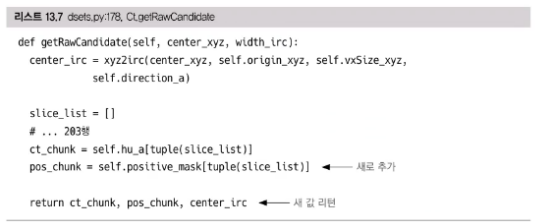 리스트 13.7 dsets.py:178, Ct.getRawCandidate
def getRawCandidate(self, center_xyz, width_irc):
    center_irc = xyz2irc(center_xyz, self.origin_xyz, self.vxSize_xyz,
            self.direction_a)

    slice_list = []
    # ... 203행
    ct_chunk = self.hu_a[tuple(slice_list)]
    pos_chunk = self.positive_mask[tuple(slice_list)] ◀── 새로 추가

    return ct_chunk, pos_chunk, center_irc ◀── 새 값 리턴